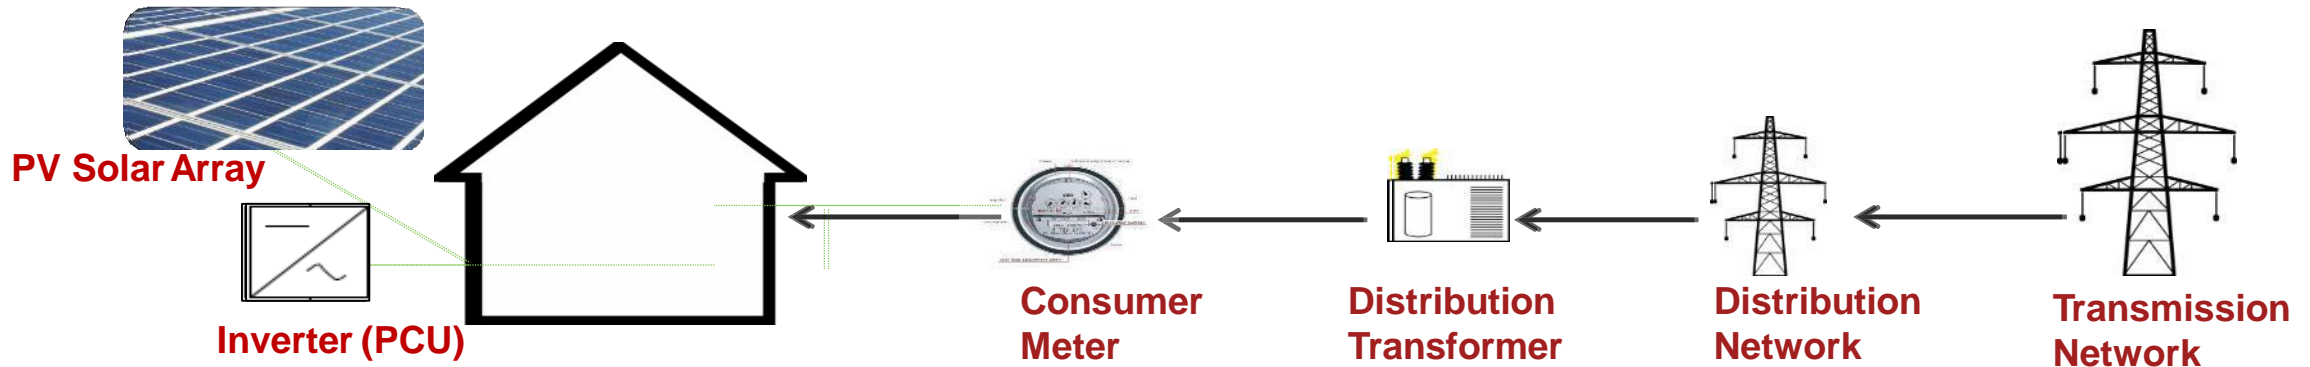 PV Solar Array
Inverter (PCU)
Consumer
Meter
Distribution
Transformer
Distribution
Network
Transmission
Network